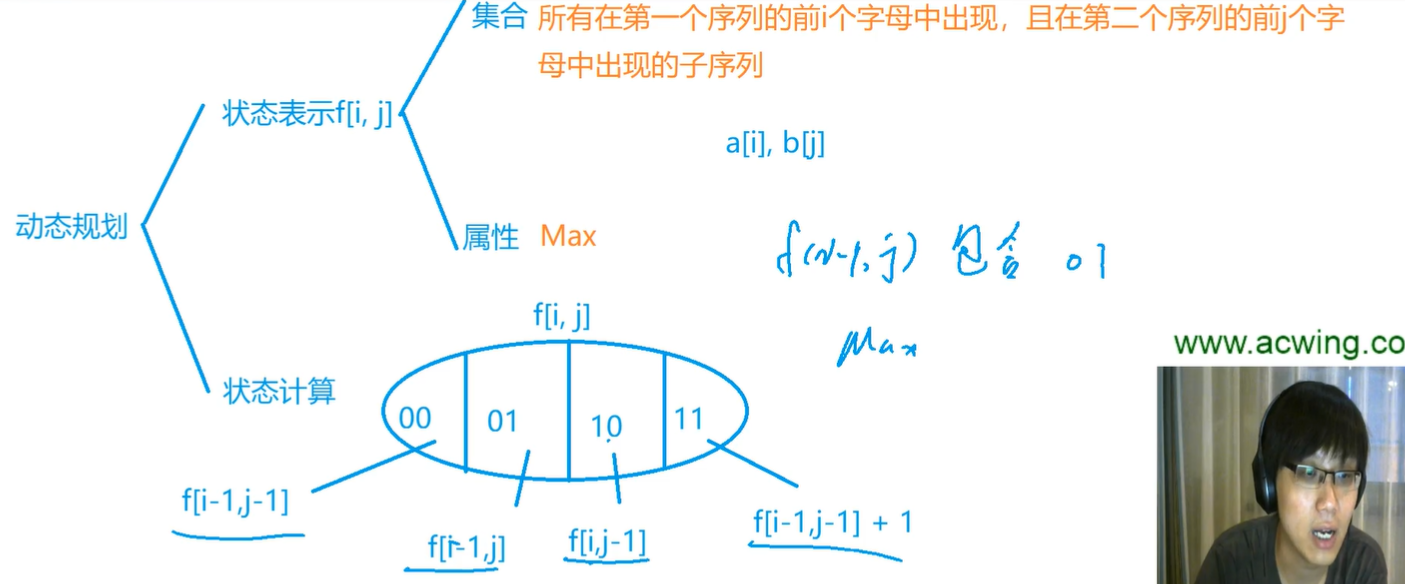 集合 所有在第一个序列的前i个字母中出现，且在第二个序列的前j个字
母中出现的子序列
状态表示f[i, j]
a[i], b[j]
动态规划
属性 Max
f(i-1, j) 包含 01
f[i, j]
Max
www.acwing.co
状态计算
00 01 10 11
f[i-1,j-1]
f[i-1,j]
f[i,j-1]
f[i-1,j-1] + 1